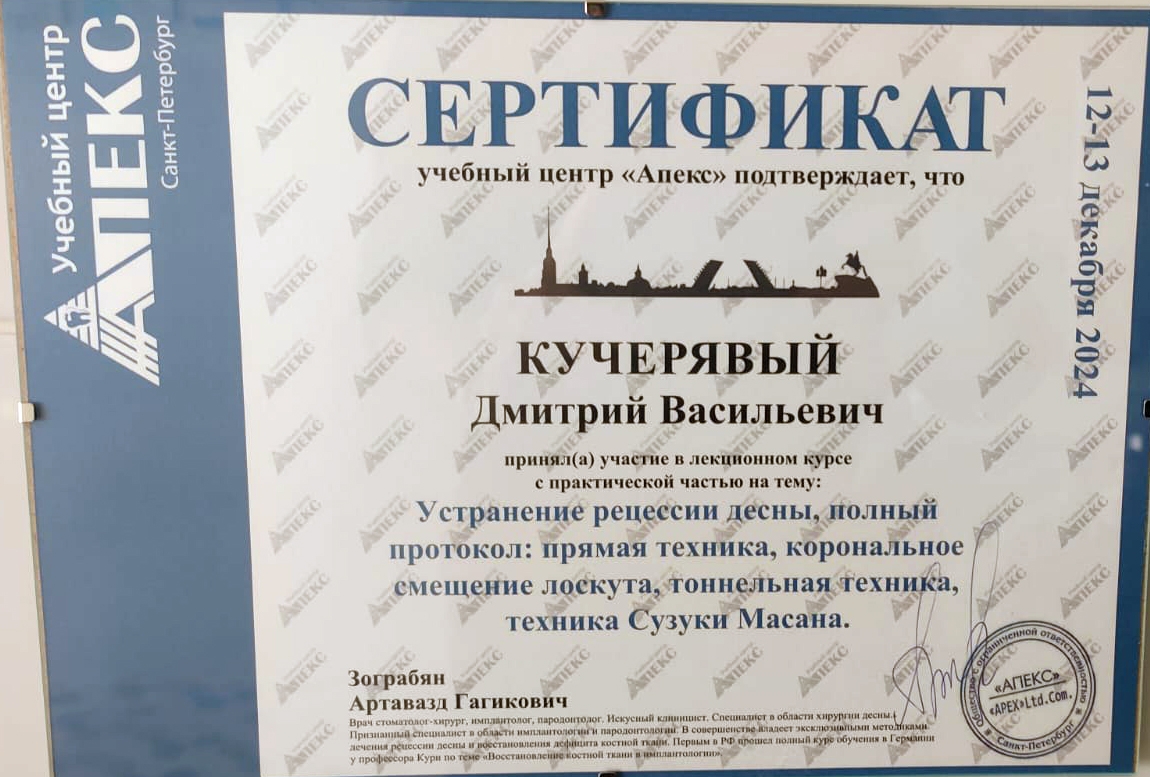 Учебный центр
АПЕКС
Санкт-Петербург
СЕРТИФИКАТ
учебный центр «Апекс» подтверждает, что
12-13 декабря 2024
КУЧЕРЯВЫЙ
Дмитрий Васильевич
принял(а) участие в лекционном курсе
с практической частью на тему:
Устранение рецессии десны, полный
протокол: прямая техника, корональное
смещение лоскута, тоннельная техника,
техника Сузуки Масана.
Зограбян
Артавазд Гагикович
Врач стоматолог-хирург, имплантолог, пародонтолог. Искусный клиницист. Специалист в области хирургии десны.
Признанный специалист в области имплантологии и пародонтологии. В совершенстве владеет эксклюзивными методиками
лечения рецессии десны и восстановления дефицита костной ткани. Первым в РФ прошел полный курс обучения в Германии
у профессора Кури по теме «Восстановление костной ткани в имплантологии».
Общество с ограниченной ответственностью
«АПЕКС»
«APEX»Ltd.Com.
Санкт-Петербург